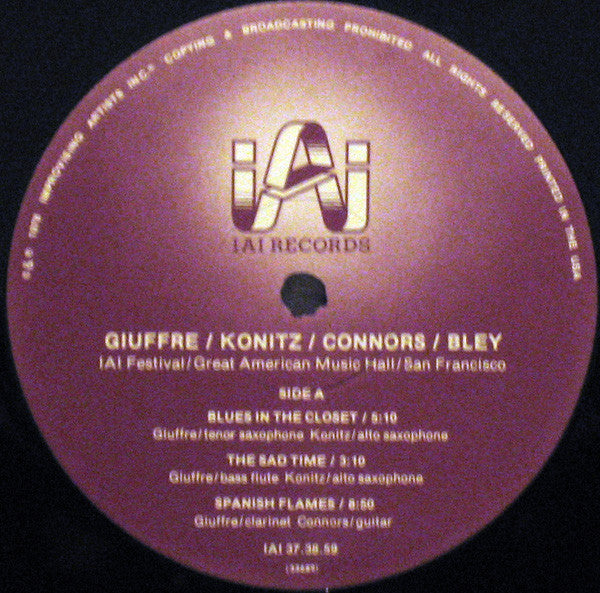 ℗ & © 1978 IMPROVISING ARTISTS INC.® COPYING & BROADCASTING PROHIBITED ALL RIGHTS RESERVED PRINTED IN THE USA
iAi
IAI RECORDS
GIUFFRE / KONITZ / CONNORS / BLEY
IAI Festival/Great American Music Hall/San Francisco
SIDE A
BLUES IN THE CLOSET / 5:10
Giuffre/tenor saxophone Konitz/alto saxophone
THE SAD TIME / 3:10
Giuffre/bass flute Konitz/alto saxophone
SPANISH FLAMES / 8:50
Giuffre/clarinet Connors/guitar
IAI 37.38.59